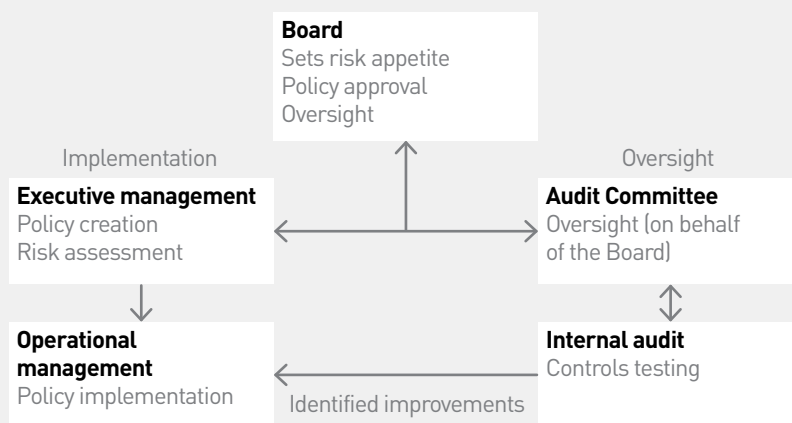 Board
Sets risk appetite
Policy approval
Oversight
Implementation
Oversight
Executive management
Policy creation
Risk assessment
Audit Committee
Oversight (on behalf
of the Board)
Operational
management
Policy implementation
Internal audit
Controls testing
Identified improvements